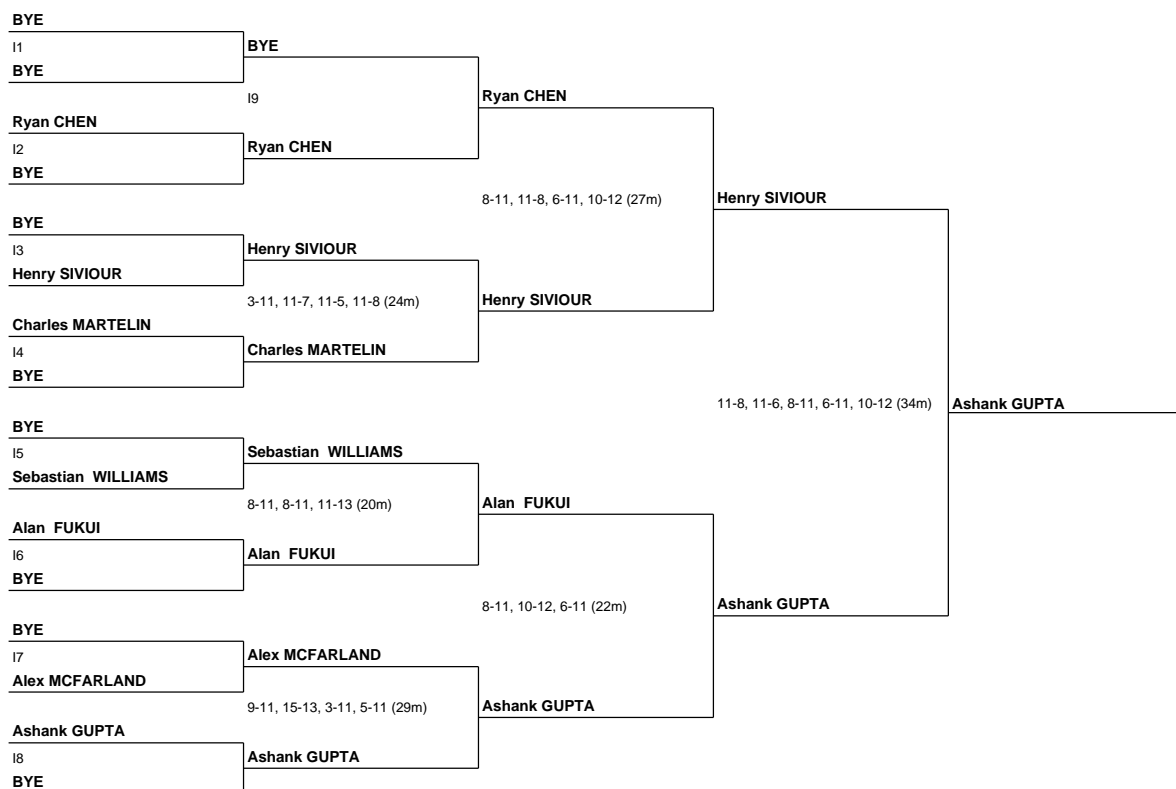 BYE
I1
BYE
BYE
I9
Ryan CHEN
I2
BYE
Ryan CHEN
Ryan CHEN
8-11, 11-8, 6-11, 10-12 (27m)
BYE
I3
Henry SIVIOUR
Henry SIVIOUR
3-11, 11-7, 11-5, 11-8 (24m)
Charles MARTELIN
I4
BYE
Charles MARTELIN
Henry SIVIOUR
Henry SIVIOUR
11-8, 11-6, 8-11, 6-11, 10-12 (34m)
Ashank GUPTA
BYE
I5
Sebastian  WILLIAMS
Sebastian  WILLIAMS
8-11, 8-11, 11-13 (20m)
Alan  FUKUI
I6
BYE
Alan  FUKUI
Alan  FUKUI
8-11, 10-12, 6-11 (22m)
Ashank GUPTA
BYE
I7
Alex MCFARLAND
Alex MCFARLAND
9-11, 15-13, 3-11, 5-11 (29m)
Ashank GUPTA
Ashank GUPTA
I8
BYE
Ashank GUPTA